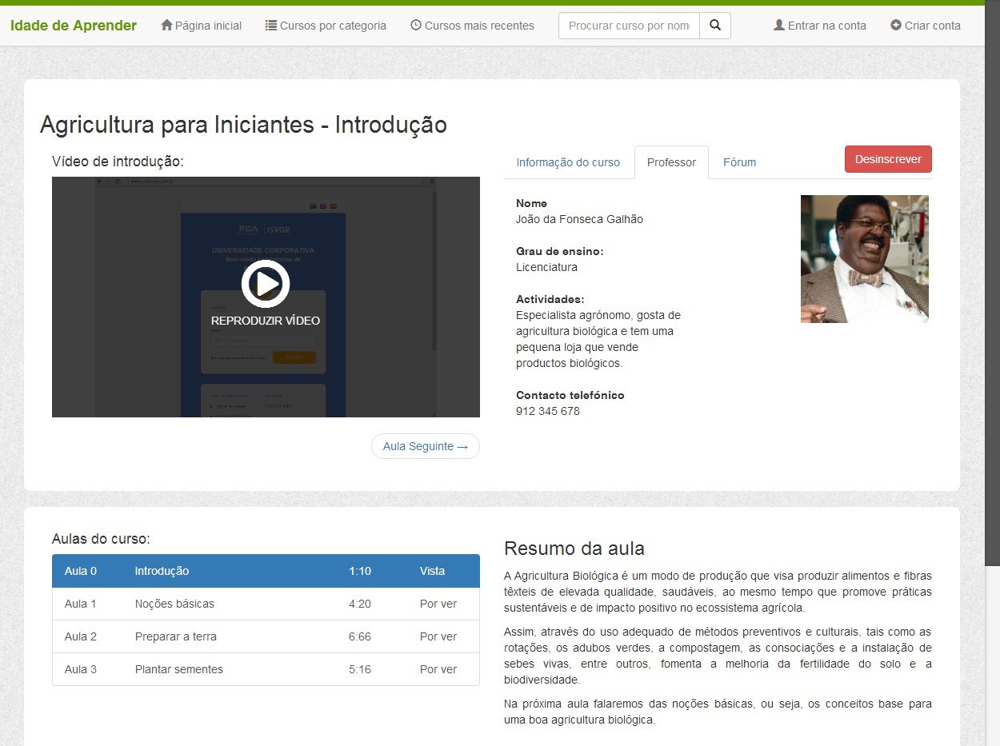 Idade de Aprender
Página inicial
Cursos por categoria
Cursos mais recentes
Procurar curso por nom
Entrar na conta
Criar conta
Agricultura para Iniciantes - Introdução
Vídeo de introdução:
FCA ISVOR
UNIVERSIDADE CORPORATIVA
REPRODUZIR VÍDEO
Aula Seguinte →
Informação do curso
Professor
Fórum
Desinscrever
Nome
João da Fonseca Galhão
Grau de ensino:
Licenciatura
Actividades:
Especialista agrónomo, gosta de
agricultura biológica e tem uma
pequena loja que vende
productos biológicos.
Contacto telefónico
912 345 678
Aulas do curso:
Aula 0 Introdução 1:10 Vista
Aula 1 Noções básicas 4:20 Por ver
Aula 2 Preparar a terra 6:66 Por ver
Aula 3 Plantar sementes 5:16 Por ver
Resumo da aula
A Agricultura Biológica é um modo de produção que visa produzir alimentos e fibras
têxteis de elevada qualidade, saudáveis, ao mesmo tempo que promove práticas
sustentáveis e de impacto positivo no ecossistema agrícola.
Assim, através do uso adequado de métodos preventivos e culturais, tais como as
rotações, os adubos verdes, a compostagem, as consociações e a instalação de
sebes vivas, entre outros, fomenta a melhoria da fertilidade do solo e a
biodiversidade.
Na próxima aula falaremos das noções básicas, ou seja, os conceitos base para
uma boa agricultura biológica.